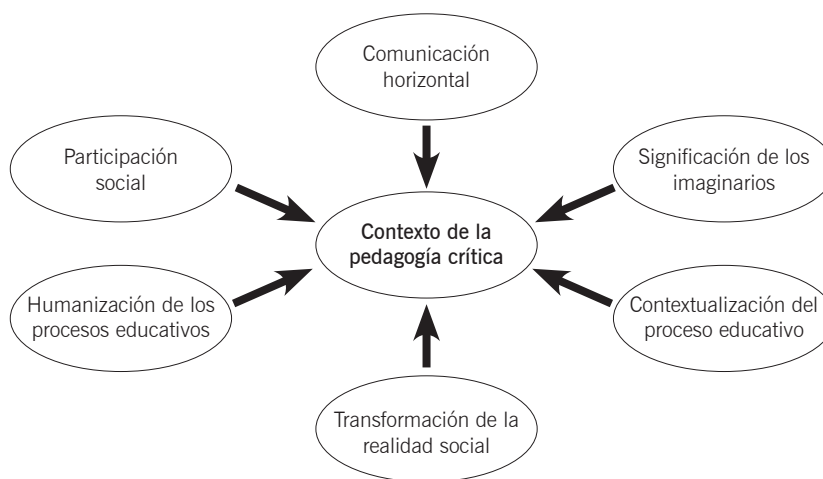 Comunicación
horizontal
Participación
social
Significación de los
imaginarios
Contexto de la
pedagogía crítica
Humanización de los
procesos educativos
Contextualización del
proceso educativo
Transformación de la
realidad social